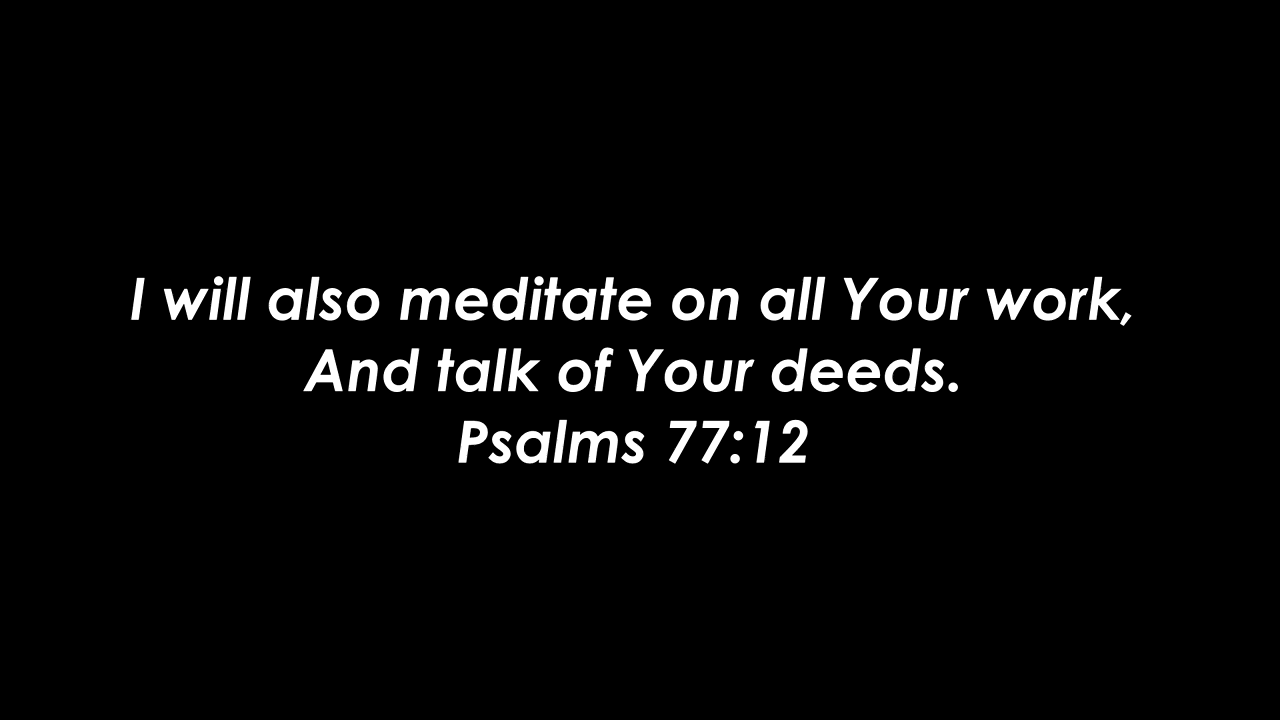 I will also meditate on all Your work,
And talk of Your deeds.
Psalms 77:12